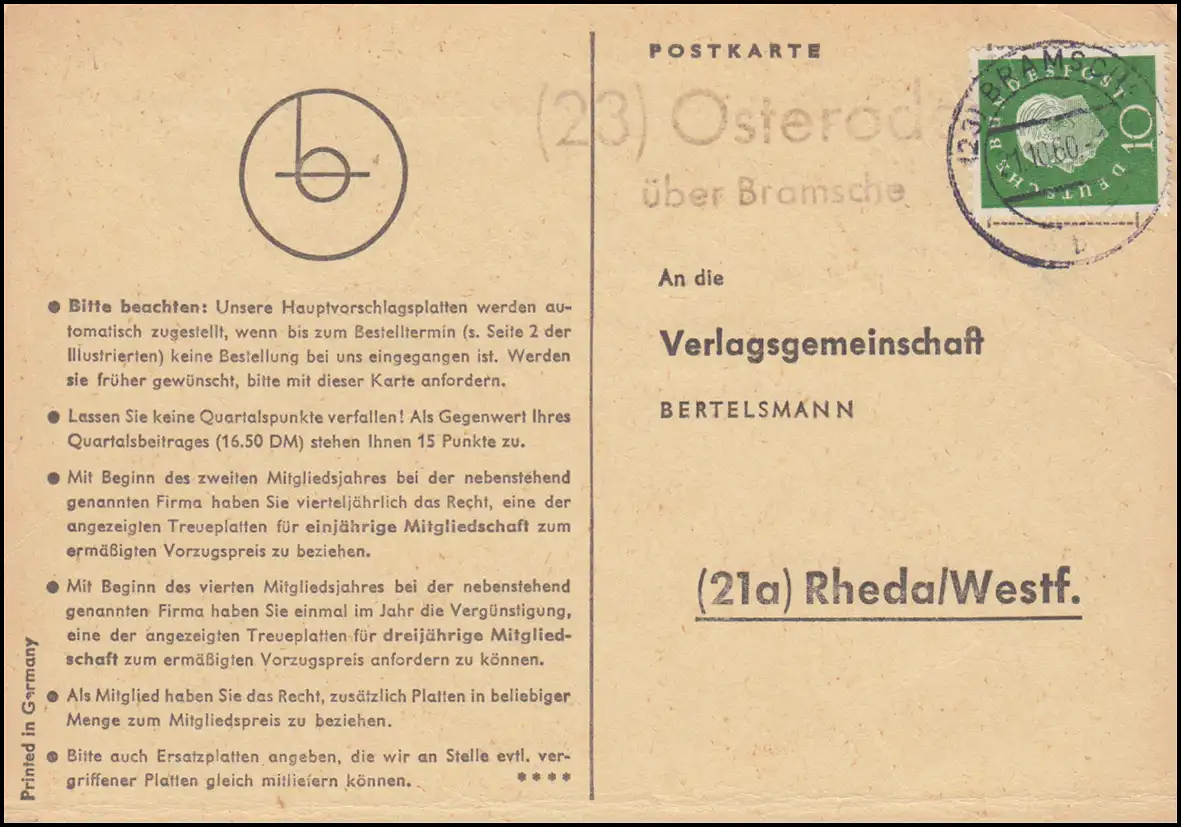 Bitte beachten: Unsere Hauptvorschlagsplatten werden au-
tomatisch zugestellt, wenn bis zum Bestelltermin (s. Seite 2 der
Illustrierten) keine Bestellung bei uns eingegangen ist. Werden
sie früher gewünscht, bitte mit dieser Karte anfordern.
Lassen Sie keine Quartalspunkte verfallen! Als Gegenwert Ihres
Quartalsbeitrages (16.50 DM) stehen Ihnen 15 Punkte zu.
Mit Beginn des zweiten Mitgliedsjahres bei der nebenstehend
genannten Firma haben Sie vierteljährlich das Recht, eine der
angezeigten Treueplatten für einjährige Mitgliedschaft zum
ermäßigten Vorzugspreis zu beziehen.
Mit Beginn des vierten Mitgliedsjahres bei der nebenstehend
genannten Firma haben Sie einmal im Jahr die Vergünstigung,
eine der angezeigten Treueplatten für dreijährige Mitglied-
schaft zum ermäßigten Vorzugspreis anfordern zu können.
Als Mitglied haben Sie das Recht, zusätzlich Platten in beliebiger
Menge zum Mitgliedspreis zu beziehen.
Bitte auch Ersatzplatten angeben, die wir an Stelle evtl. ver-
griffener Platten gleich mitliefern können. ****
Printed in Germany
POSTKARTE
(23) Osterode
über Bramsche
(23) BRAMSCHE
10.60
b
DEUTSCHE BUNDESPOST
10
An die
Verlagsgemeinschaft
BERTELSMANN
(21a) Rheda/Westf.